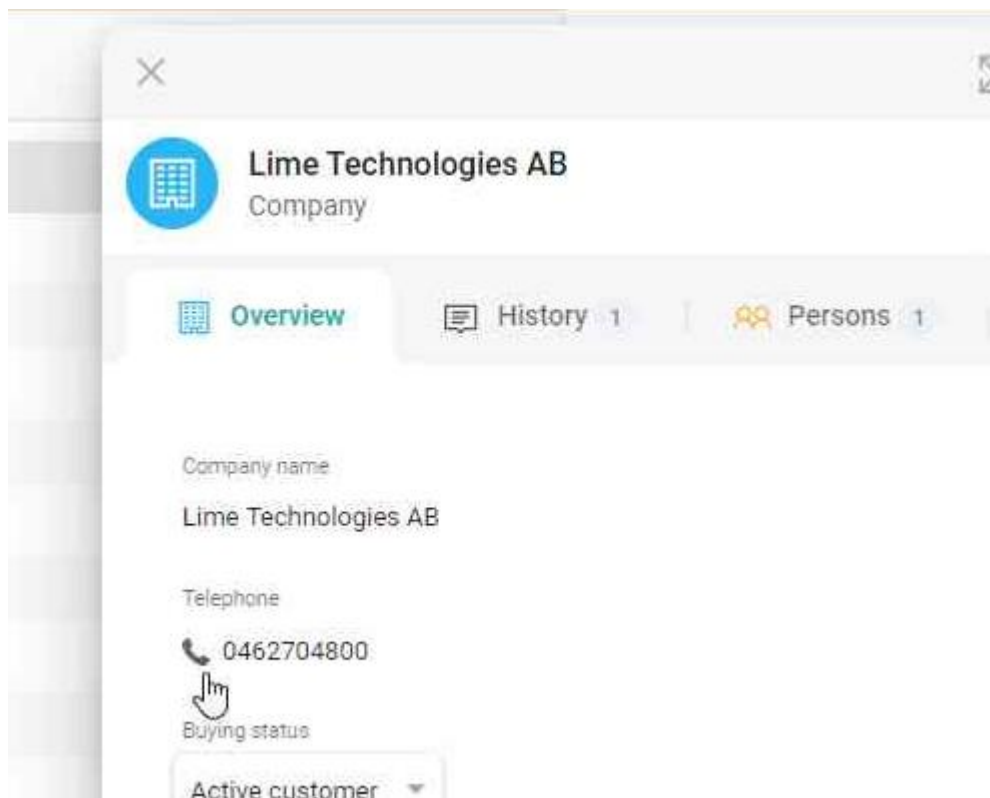 Lime Technologies AB
Company
Overview History 1 Persons 1
Company name
Lime Technologies AB
Telephone
0462704800
Buying status
Active customer